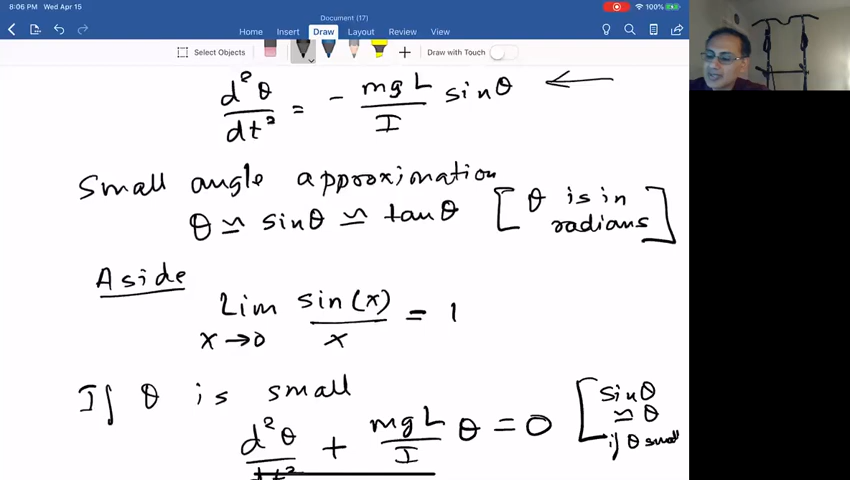 8:06 PM Wed Apr 15
100%
Document (17)
Home Insert Draw Layout Review View
Select Objects
Draw with Touch
d²θ/dt² = - mgL/I sinθ
Small angle approximation
θ ≃ sinθ ≃ tanθ [θ is in radians]
Aside
Lim x→0 sin(x)/x = 1
If θ is small
d²θ/dt² + mgL/I θ = 0 [sinθ ≃ θ if θ small